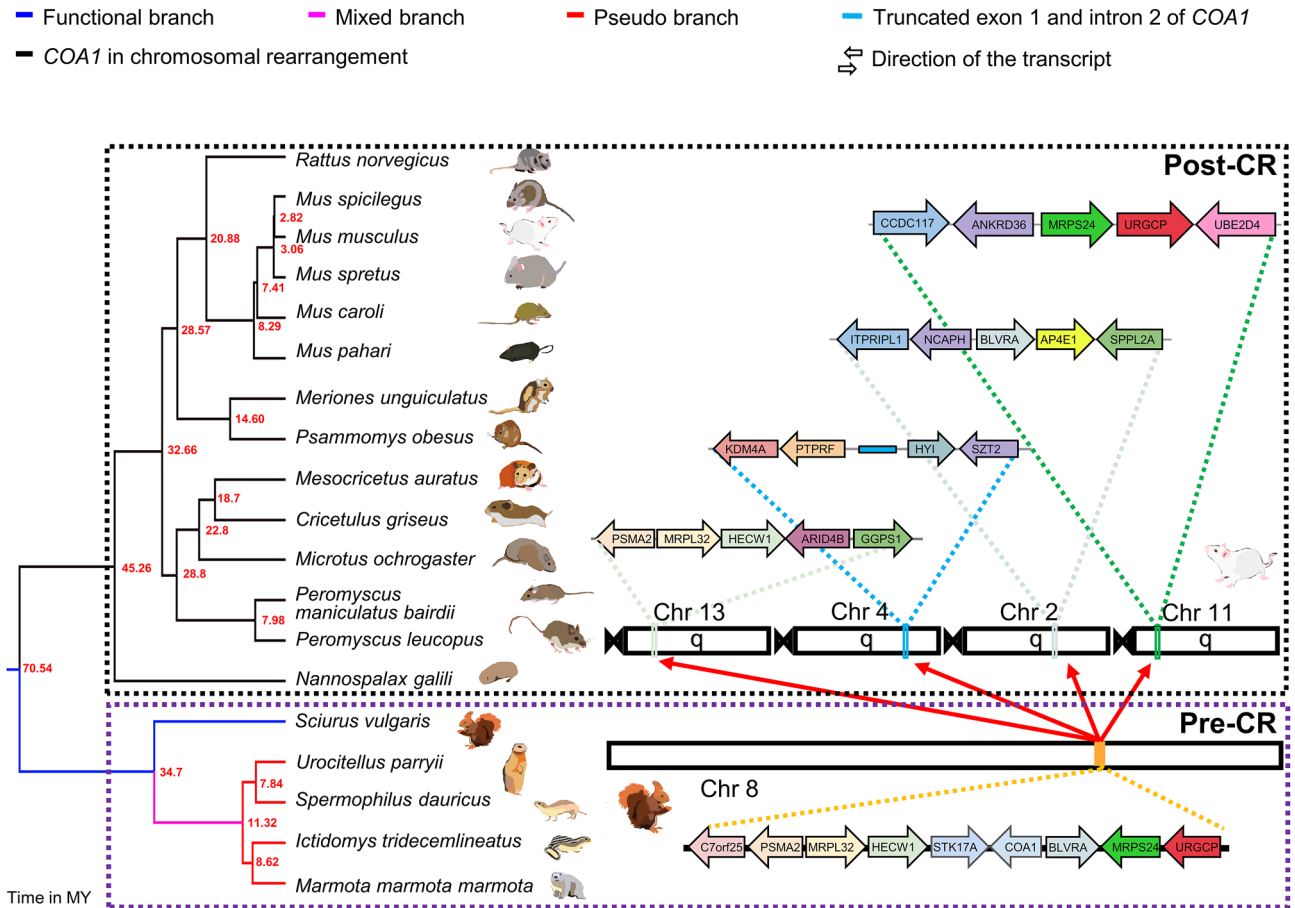 Functional branch
Mixed branch
Pseudo branch
Truncated exon 1 and intron 2 of COA1
COA1 in chromosomal rearrangement
Direction of the transcript
Post-CR
Rattus norvegicus
Mus spicilegus
2.82
CCDC117 ANKRD36 MRPS24 URGCP UBE2D4
20.88
Mus musculus
3.06
Mus spretus
7.41
Mus caroli
8.29
28.57
ITPRIPL1 NCAPH BLVRA AP4E1 SPPL2A
Mus pahari
Meriones unguiculatus
14.60
Psammomys obesus
32.66
KDM4A PTPRF HYI SZT2
Mesocricetus auratus
18.7
Cricetulus griseus
22.8
PSMA2 MRPL32 HECW1 ARID4B GGPS1
Microtus ochrogaster
45.26
28.8
Peromyscus
maniculatus bairdii
7.98
Peromyscus leucopus
Chr 13 Chr 4 Chr 2 Chr 11
q q q q
70.54
Nannospalax galili
Sciurus vulgaris
Pre-CR
34.7
Urocitellus parryii
7.84
Spermophilus dauricus
Chr 8
11.32
Ictidomys tridecemlineatus
C7orf25 PSMA2 MRPL32 HECW1 STK17A COA1 BLVRA MRPS24 URGCP
8.62
Marmota marmota marmota
Time in MY